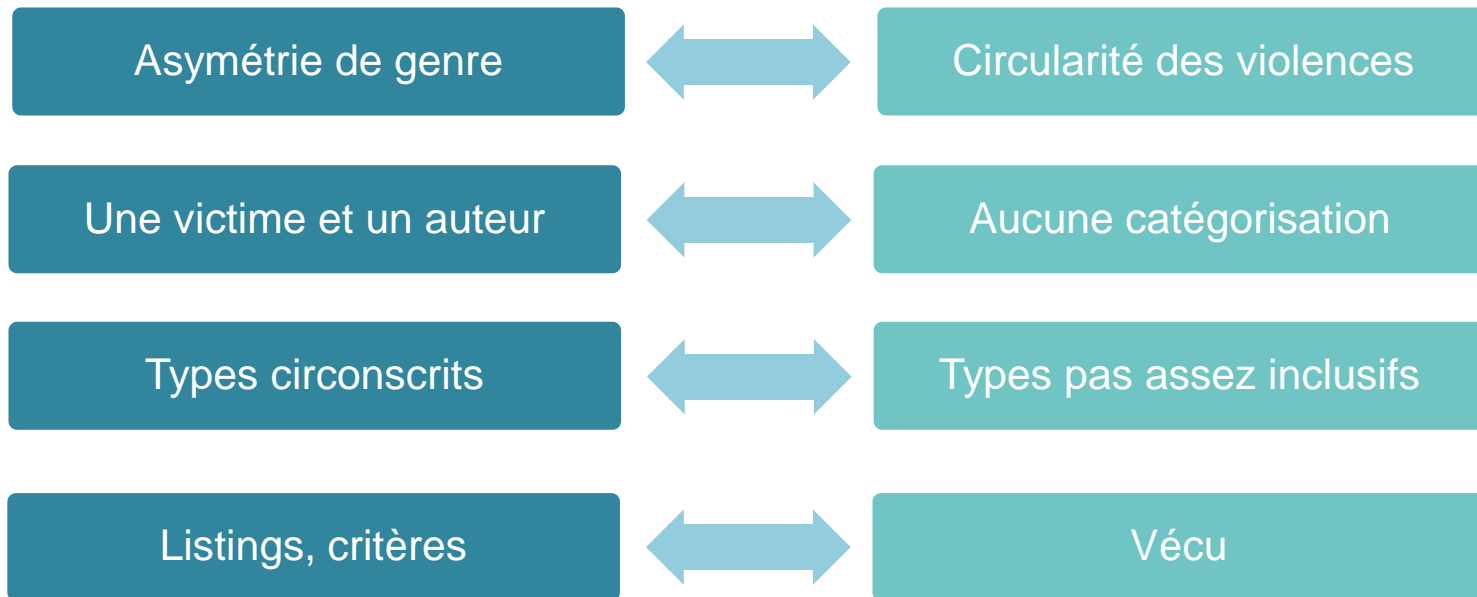 Asymétrie de genre
Circularité des violences
Une victime et un auteur
Aucune catégorisation
Types circonscrits
Types pas assez inclusifs
Listings, critères
Vécu